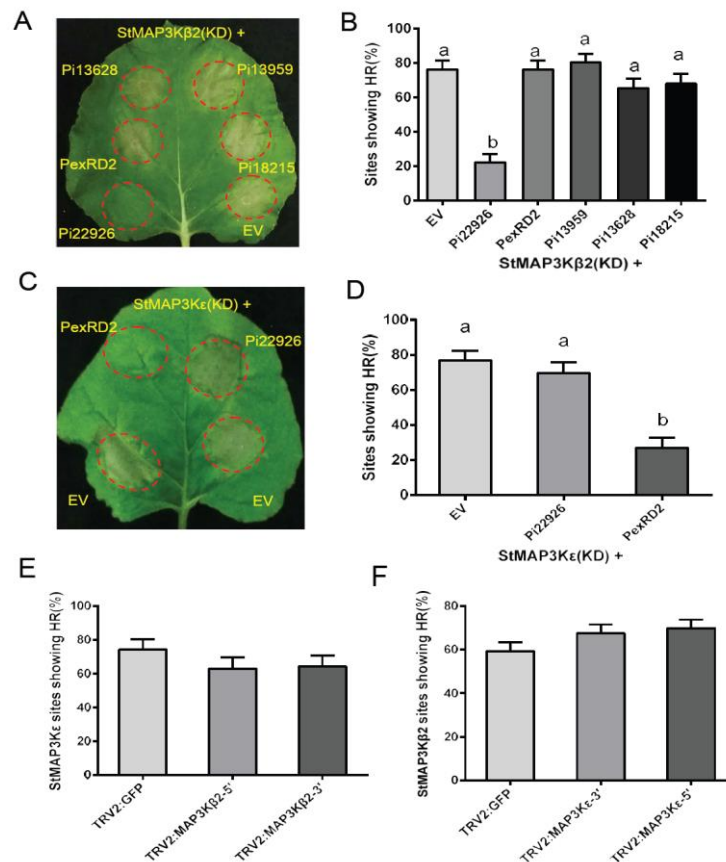 A
StMAP3Kβ2(KD) +
Pi13628
Pi13959
PexRD2
Pi18215
Pi22926
EV
B
Sites showing HR(%)
100
80
60
40
20
0
a
b
a
a
a
a
EV
Pi22926
PexRD2
Pi13959
Pi13628
Pi18215
StMAP3Kβ2(KD) +
C
StMAP3Kε(KD) +
PexRD2
Pi22926
EV
EV
D
Sites showing HR(%)
100
80
60
40
20
0
a
a
b
EV
Pi22926
PexRD2
StMAP3Kε(KD) +
E
StMAP3Kε sites showing HR(%)
100
80
60
40
20
0
TRV2:GFP
TRV2:MAP3Kβ2-5'
TRV2:MAP3Kβ2-3'
F
StMAP3Kβ2 sites showing HR(%)
80
60
40
20
0
TRV2:GFP
TRV2:MAP3Kε-3'
TRV2:MAP3Kε-5'